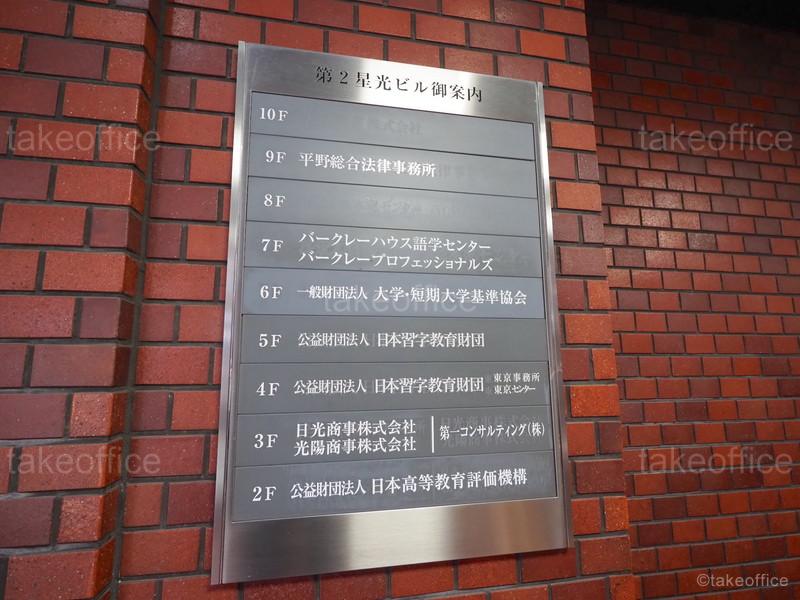 第2星光ビル御案内
10F
9F 平野総合法律事務所
8F
7F バークレーハウス語学センター
バークレープロフェッショナルズ
6F 一般財団法人 大学・短期大学基準協会
5F 公益財団法人 日本習字教育財団
4F 公益財団法人 日本習字教育財団 東京事務所
東京センター
3F 日光商事株式会社 第一コンサルティング(株)
光陽商事株式会社
2F 公益財団法人 日本高等教育評価機構
takeoffice
takeoffice
takeoffice
takeoffice
takeoffice
©takeoffice